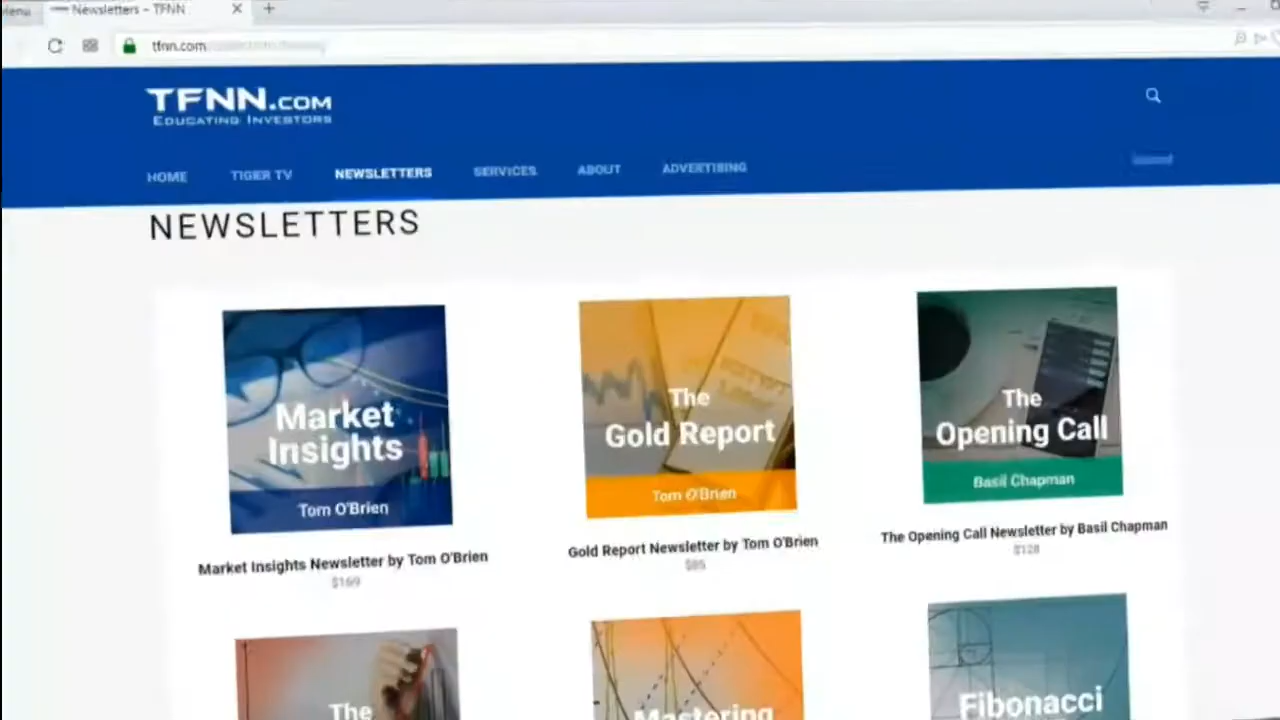 Newsletters - TFNN
tfnn.com
TFNN.COM
EDUCATING INVESTORS
HOME
TIGER TV
NEWSLETTERS
SERVICES
ABOUT
ADVERTISING
NEWSLETTERS
Market
Insights
Tom O'Brien
The
Gold Report
Tom O'Brien
The
Opening Call
Basil Chapman
Market Insights Newsletter by Tom O'Brien
$169
Gold Report Newsletter by Tom O'Brien
The Opening Call Newsletter by Basil Chapman
$128
The
Mastering
Fibonacci